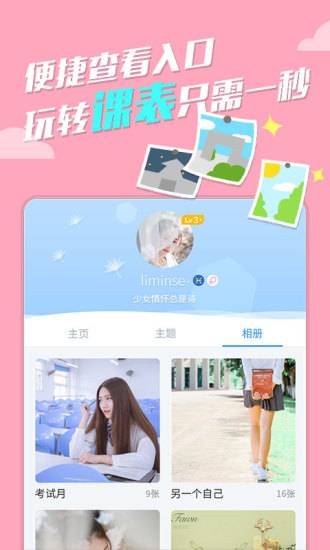 便捷查看入口
玩转课表只需一秒
Lv3
liminse
H
少女情怀总是诗
主页
主题
相册
考试月
9张
另一个自己
16张
Fawn